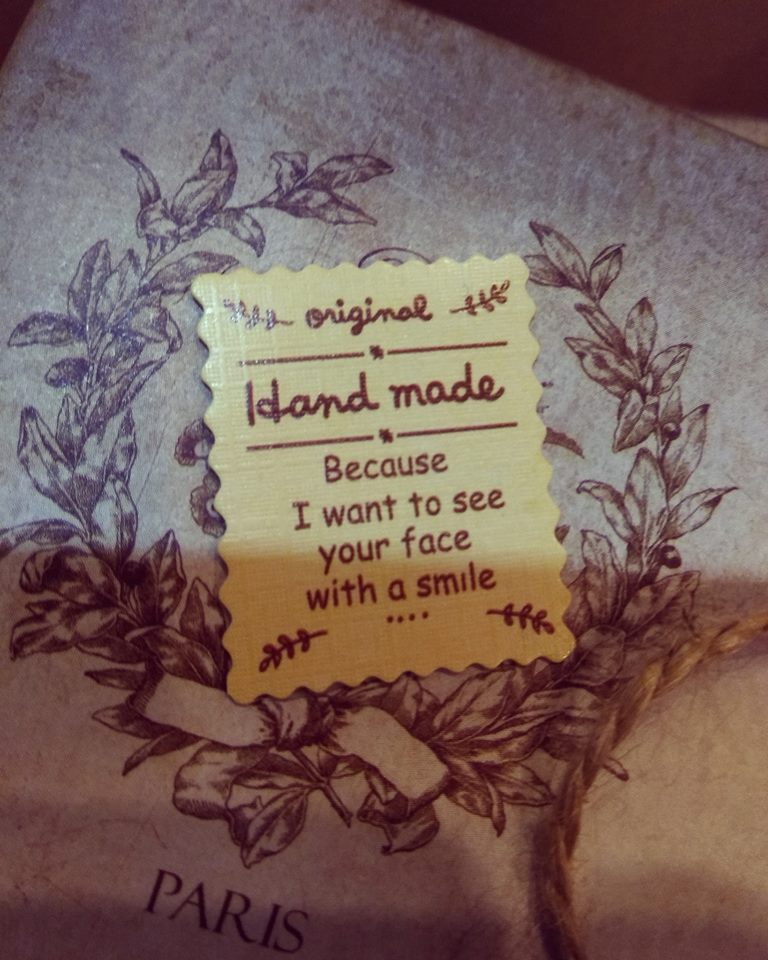 original
Hand made
Because
I want to see
your face
with a smile
....
PARIS